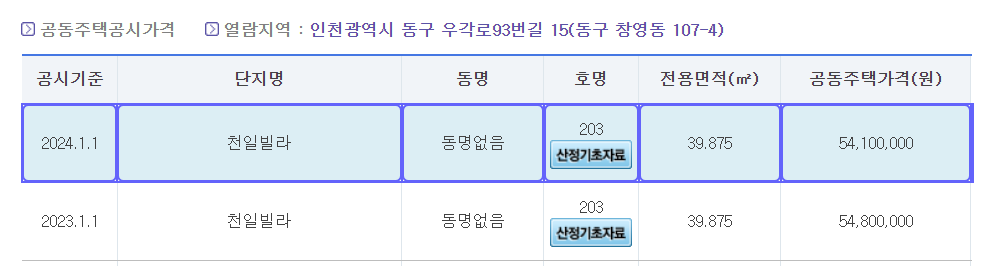 공동주택공시가격 열람지역 : 인천광역시 동구 우각로93번길 15(동구 창영동 107-4)
공시기준 단지명 동명 호명 전용면적(㎡) 공동주택가격(원)
2024.1.1 천일빌라 동명없음 203 산정기초자료 39.875 54,100,000
2023.1.1 천일빌라 동명없음 203 산정기초자료 39.875 54,800,000